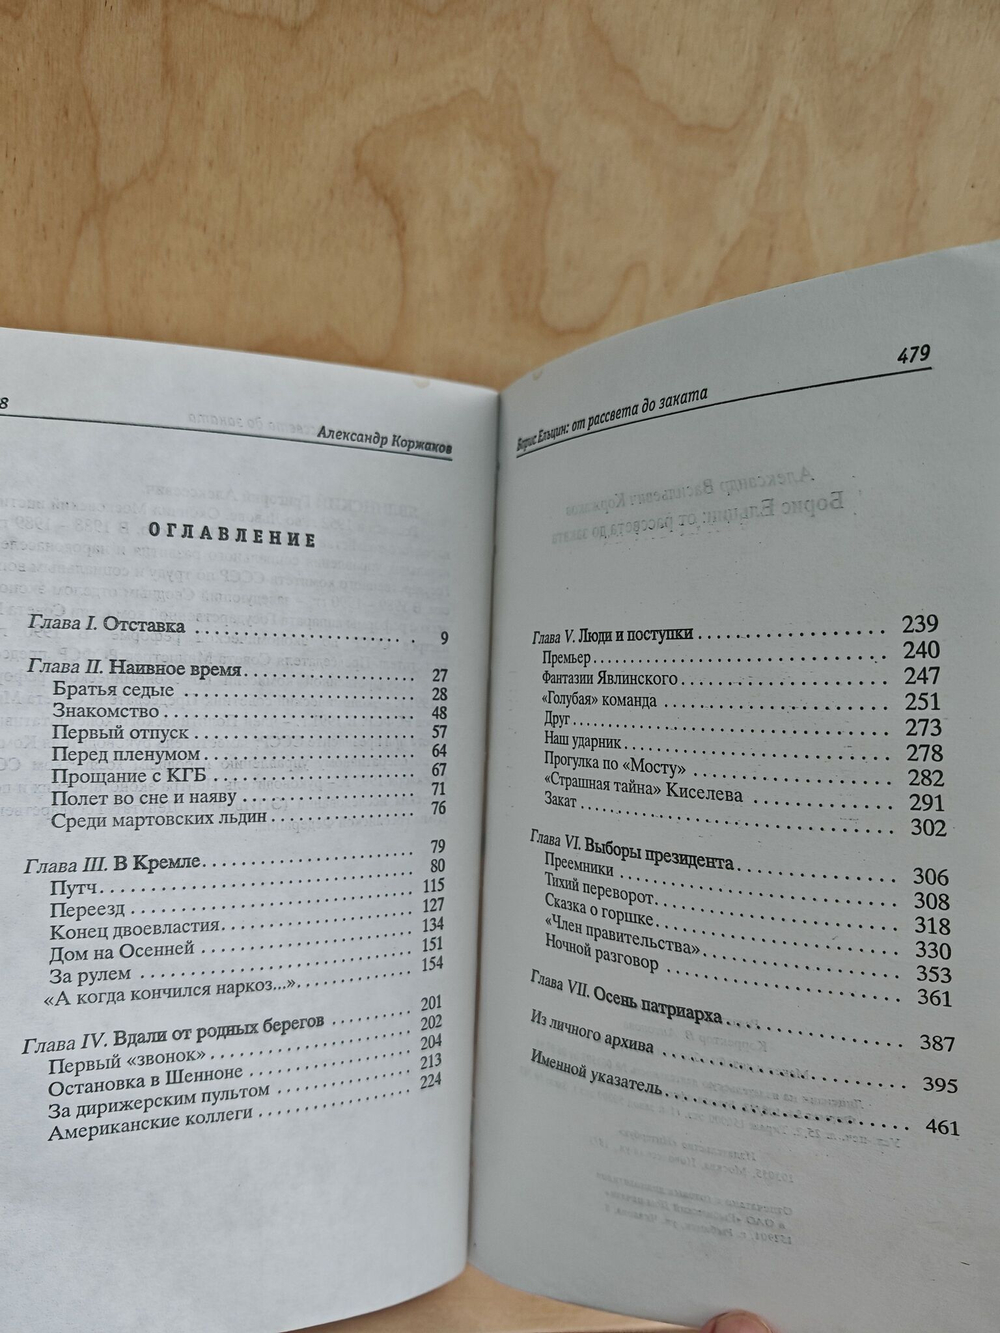 8
Александр Коржаков
ОГЛАВЛЕНИЕ
Глава I. Отставка .................... 9
Глава II. Наивное время .................... 27
Братья седые .................... 28
Знакомство .................... 48
Первый отпуск .................... 57
Перед пленумом .................... 64
Прощание с КГБ .................... 67
Полет во сне и наяву .................... 71
Среди мартовских льдин .................... 76
Глава III. В Кремле .................... 79
Путч .................... 80
Переезд .................... 115
Конец двоевластия .................... 127
Дом на Осенней .................... 134
За рулем .................... 151
«А когда кончился наркоз...» .................... 154
Глава IV. Вдали от родных берегов .................... 201
Первый «звонок» .................... 202
Остановка в Шенноне .................... 204
За дирижерским пультом .................... 213
Американские коллеги .................... 224
Борис Ельцин: от рассвета до заката
479
Глава V. Люди и поступки .................... 239
Премьер .................... 240
Фантазии Явлинского .................... 247
«Голубая» команда .................... 251
Друг .................... 273
Наш ударник .................... 278
Прогулка по «Мосту» .................... 282
«Страшная тайна» Киселева .................... 291
Закат .................... 302
Глава VI. Выборы президента .................... 306
Преемники .................... 308
Тихий переворот .................... 318
Сказка о горшке .................... 330
«Член правительства» .................... 353
Ночной разговор .................... 361
Глава VII. Осень патриарха .................... 387
Из личного архива .................... 395
Именной указатель .................... 461